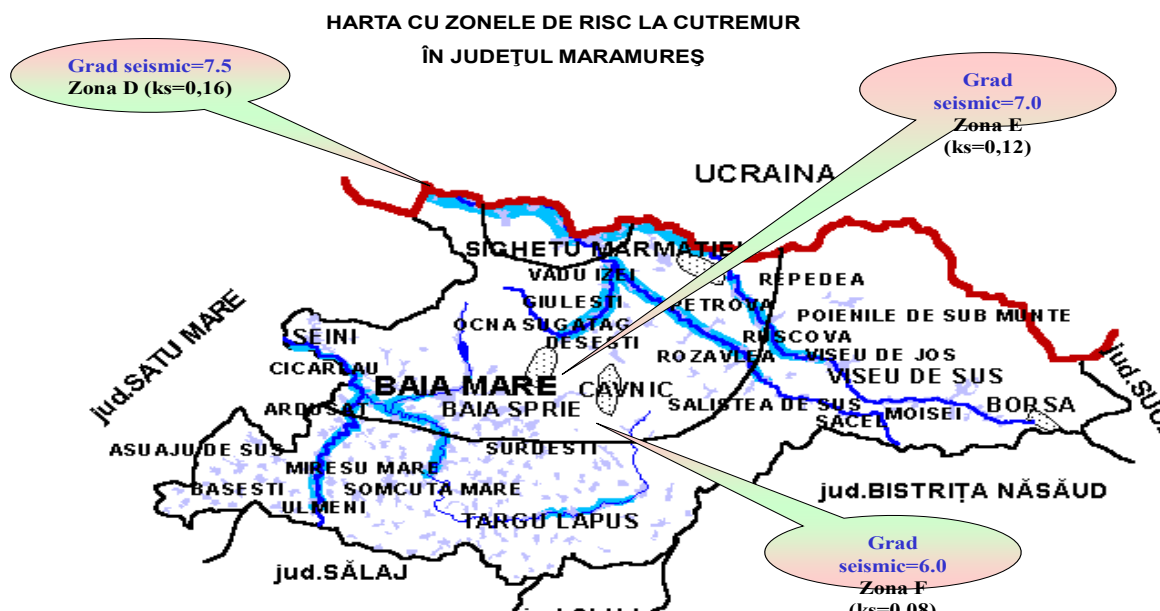 HARTA CU ZONELE DE RISC LA CUTREMUR
ÎN JUDEŢUL MARAMUREŞ
Grad seismic=7.5
Zona D (ks=0,16)
Grad
seismic=7.0
Zona E
(ks=0,12)
UCRAINA
SIGHETU MARMATIEI
VADU IZEI
REPEDEA
GIULESTI
PETROVA
POIENILE DE SUB MUNTE
OCNA SUGATAG
DESESTI
RUSCOVA
SEINI
ROZAVLEA
VISEU DE JOS
CICARLAU
VISEU DE SUS
jud.SATU MARE
BAIA MARE
CAVNIC
ARDUSAT
BAIA SPRIE
SALISTEA DE SUS
MOISEI
BORSA
SACEL
ASUAJU DE SUS
SURDESTI
MIRESU MARE
BASESTI
SOMCUTA MARE
ULMENI
TARGU LAPUS
jud.BISTRIȚA NĂSĂUD
jud.SĂLAJ
Grad
seismic=6.0
Zona F
(ks=0,08)